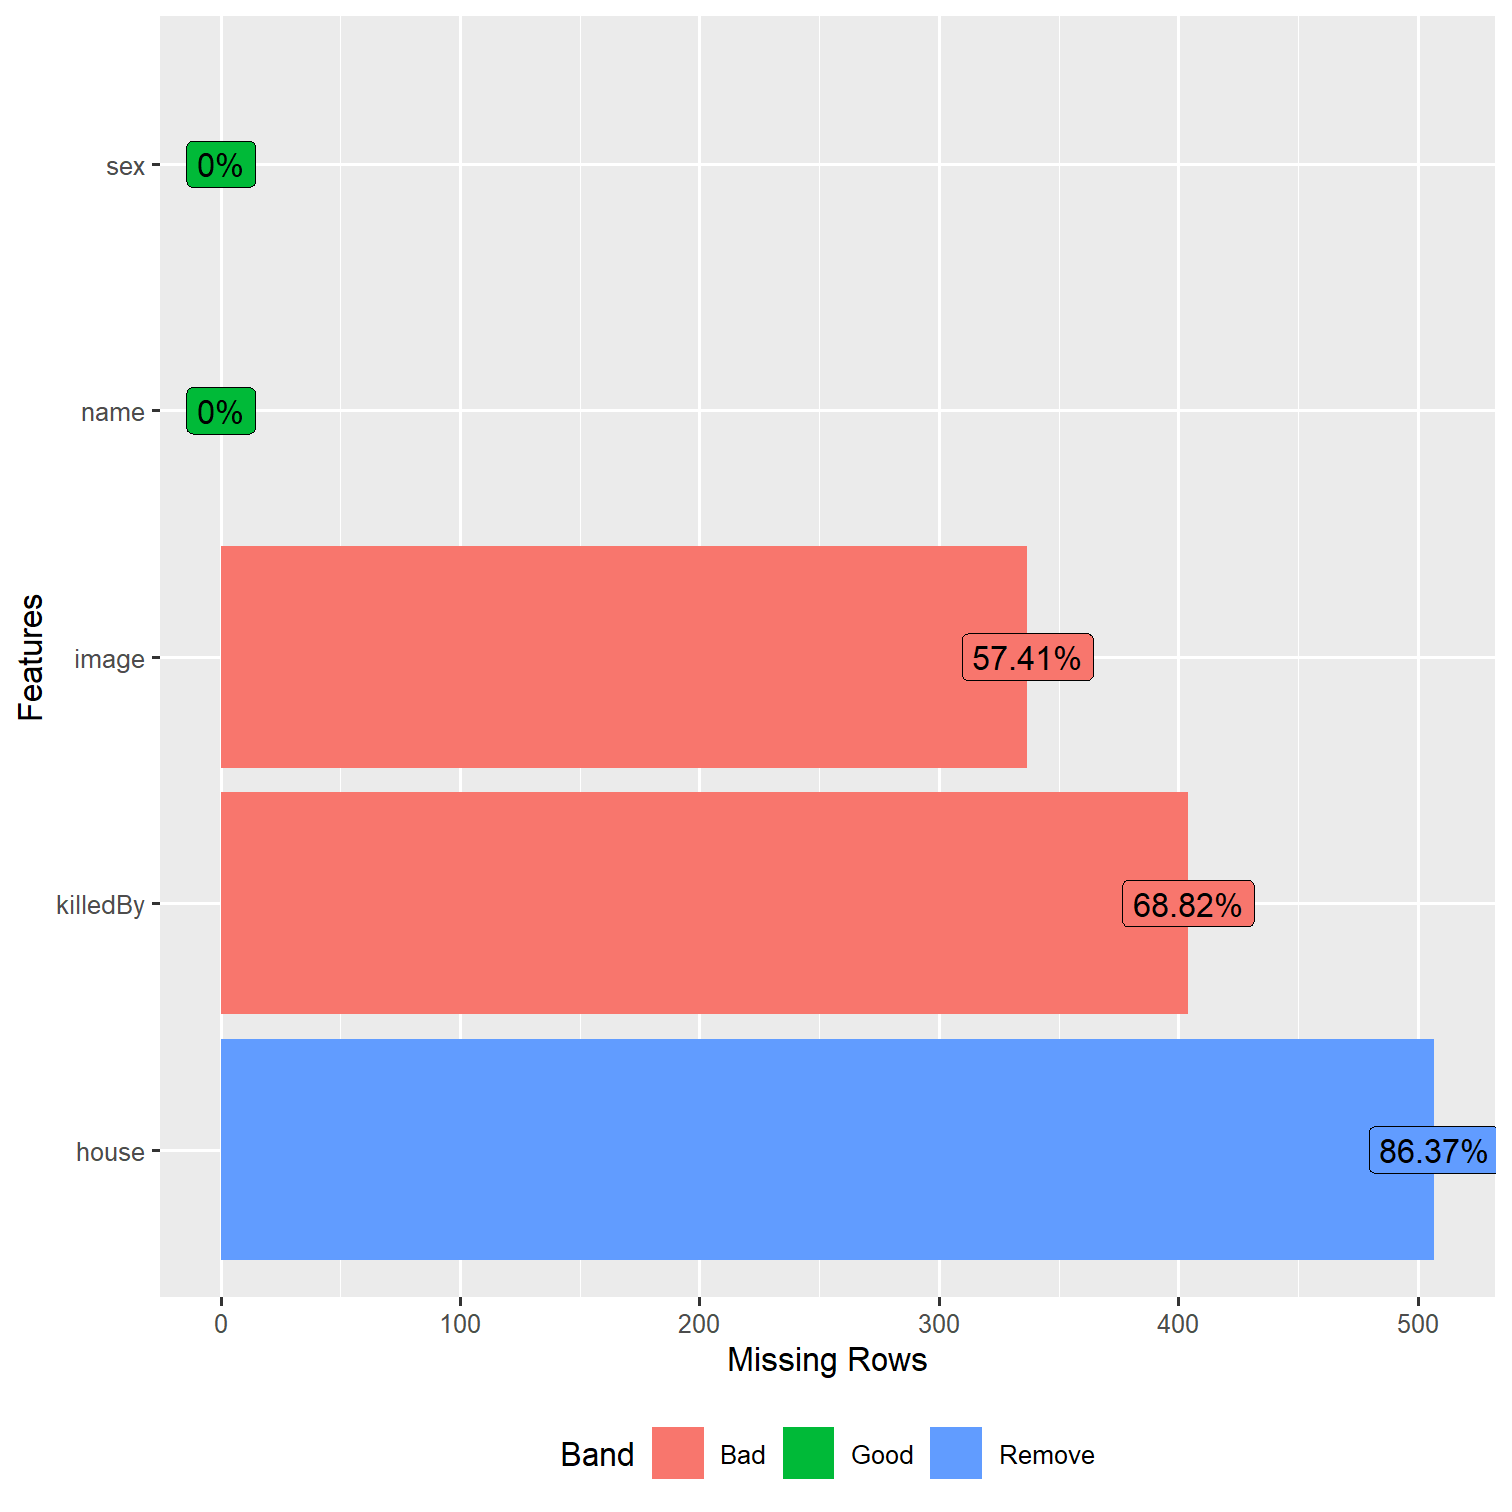 sex
0%
name
0%
Features
image
57.41%
killedBy
68.82%
house
86.37%
0 100 200 300 400 500
Missing Rows
Band Bad Good Remove